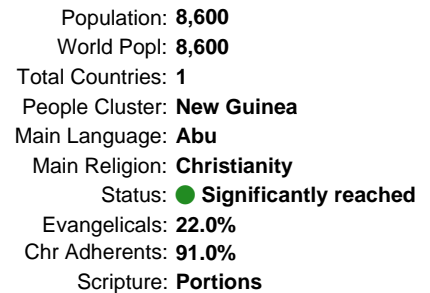 Population: 8,600
World Popl: 8,600
Total Countries: 1
People Cluster: New Guinea
Main Language: Abu
Main Religion: Christianity
Status: Significantly reached
Evangelicals: 22.0%
Chr Adherents: 91.0%
Scripture: Portions